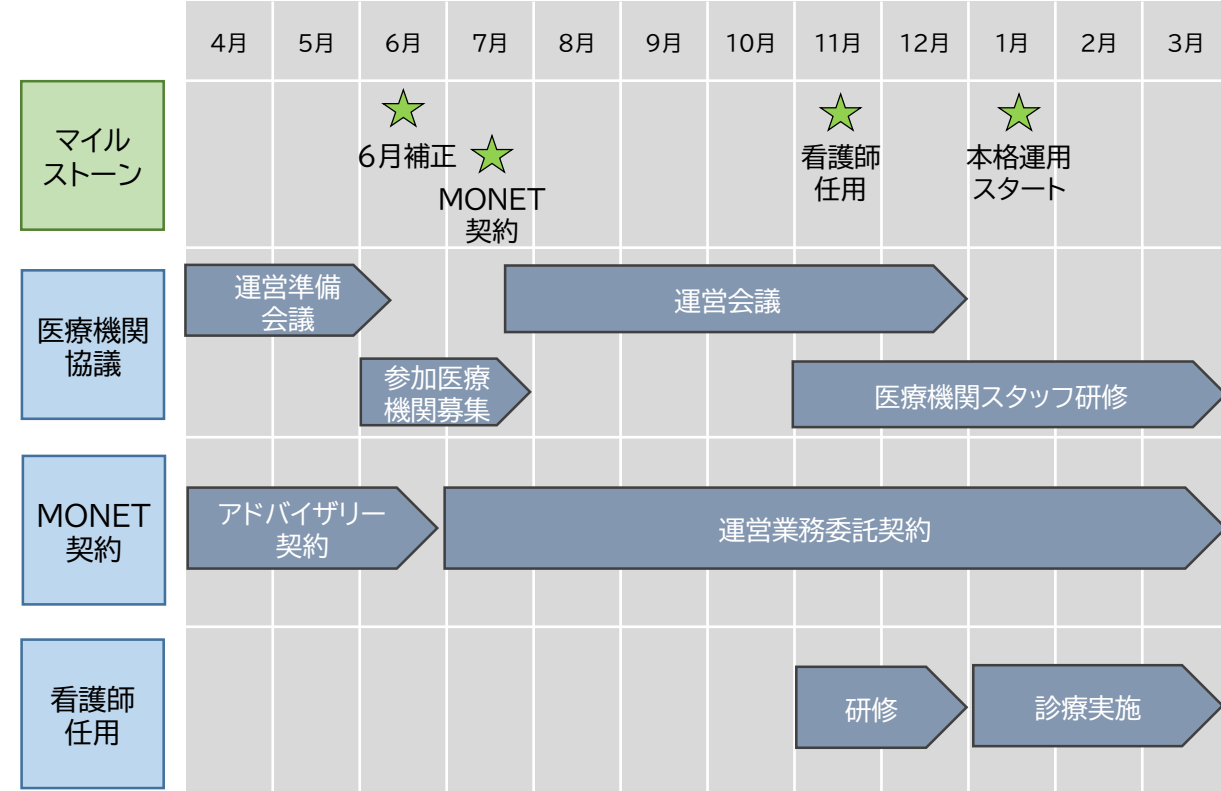 4月 5月 6月 7月 8月 9月 10月 11月 12月 1月 2月 3月
マイル
ストーン
6月補正
MONET
契約
看護師
任用
本格運用
スタート
医療機関
協議
運営準備
会議
運営会議
参加医療
機関募集
医療機関スタッフ研修
MONET
契約
アドバイザリー
契約
運営業務委託契約
看護師
任用
研修
診療実施